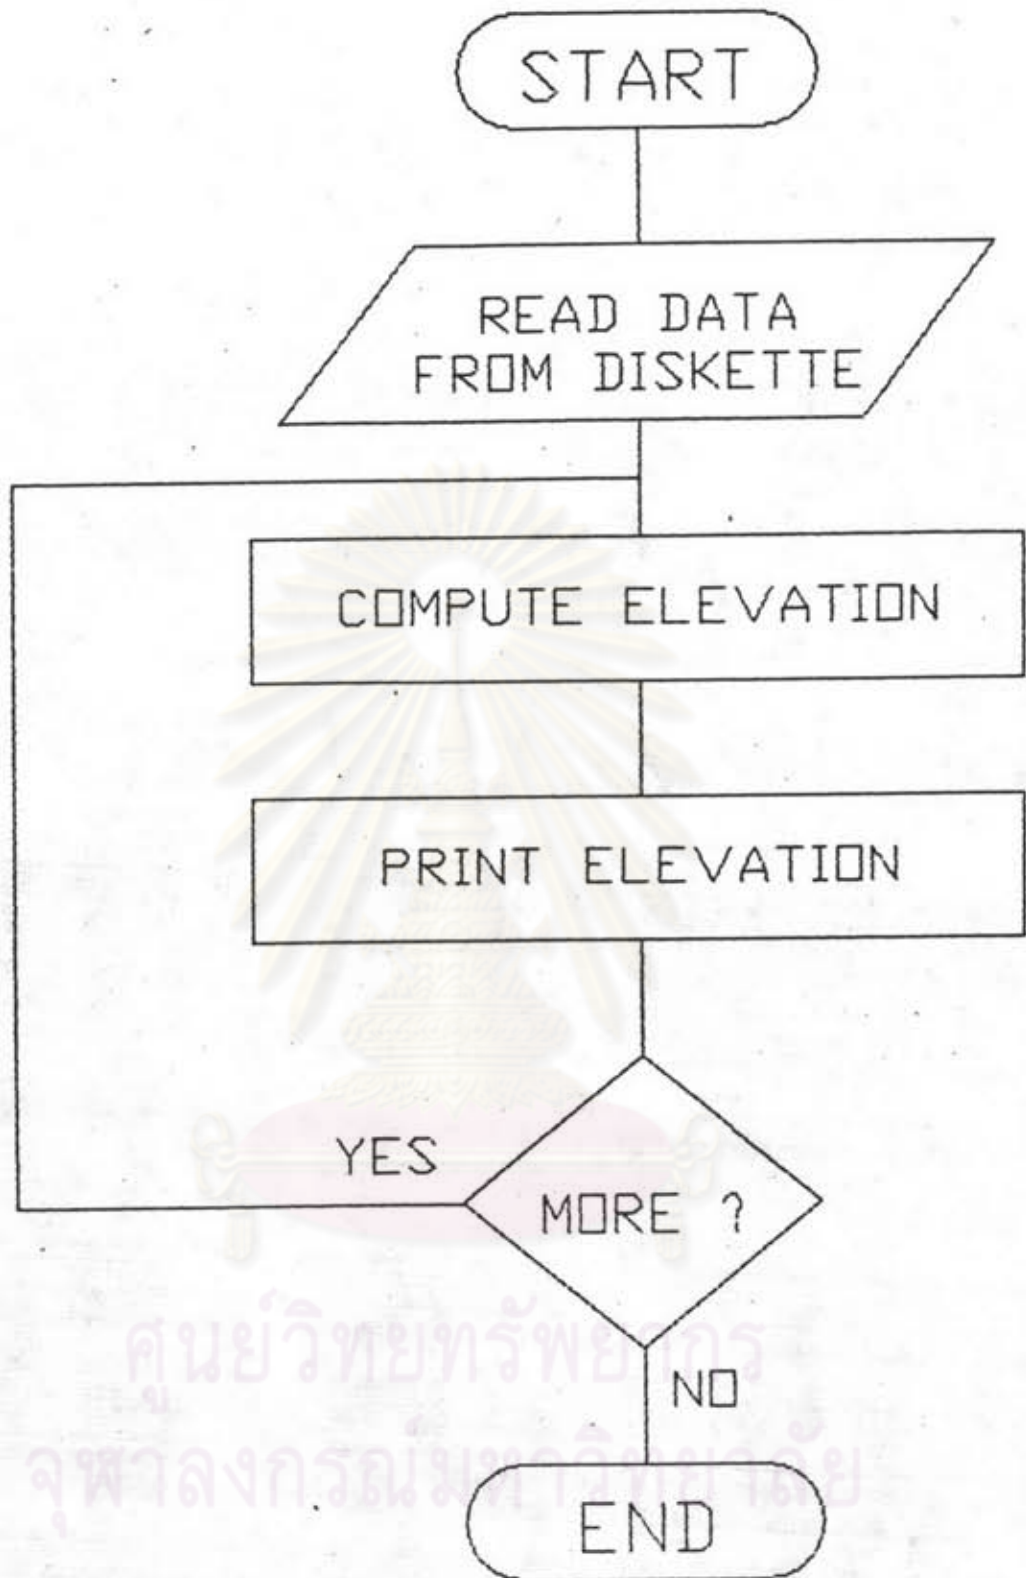 START
READ DATA
FROM DISKETTE
COMPUTE ELEVATION
PRINT ELEVATION
YES
MORE ?
NO
END
ศูนย์วิทยทรัพยากร
จุฬาลงกรณ์มหาวิทยาลัย